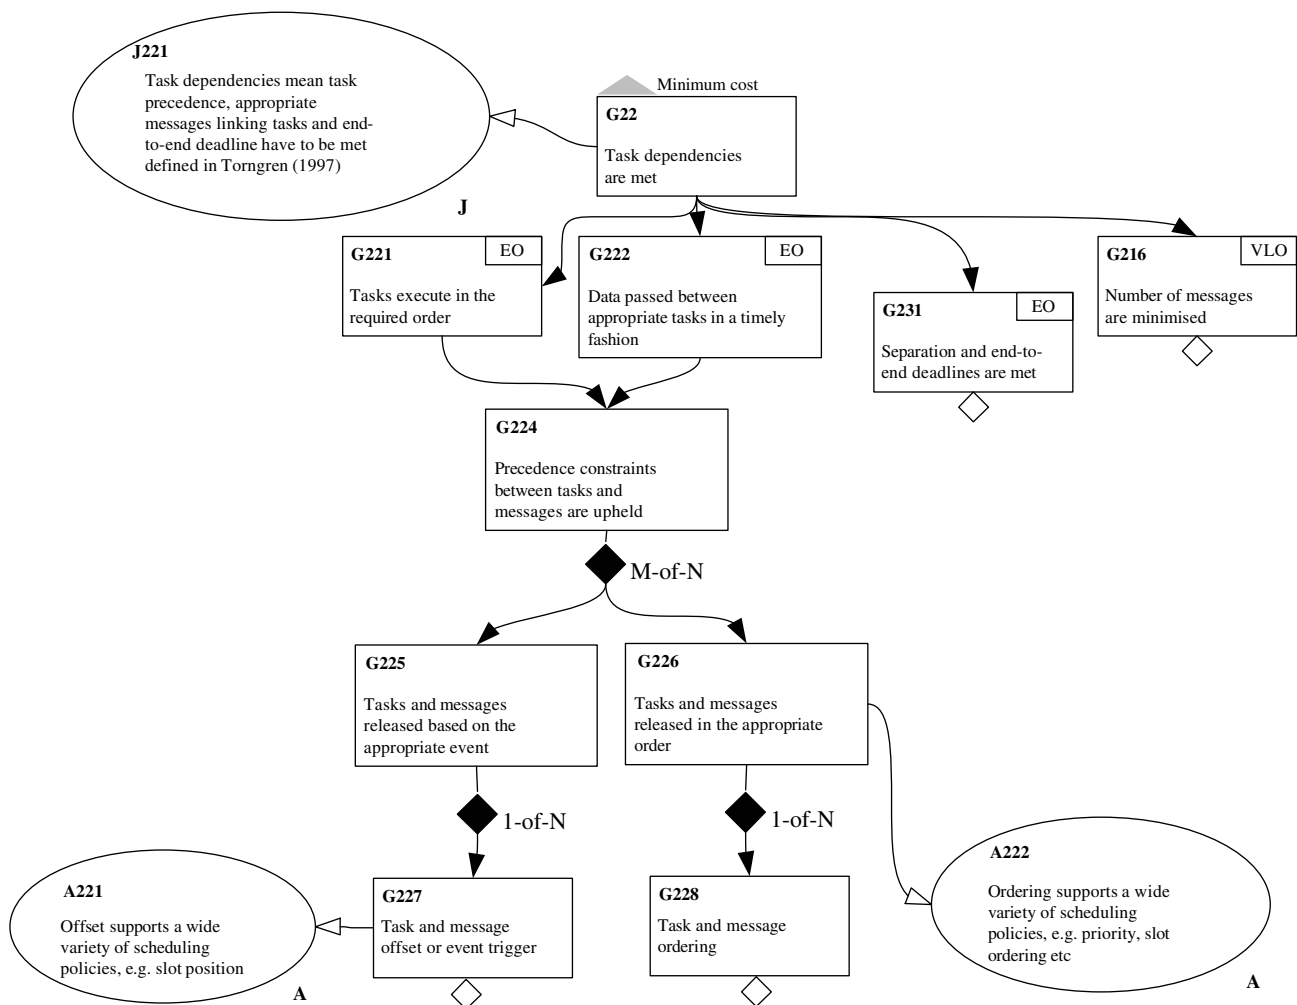 J221
Task dependencies mean task
precedence, appropriate
messages linking tasks and end-
to-end deadline have to be met
defined in Torngren (1997)
J
Minimum cost
G22
Task dependencies
are met
G221
EO
Tasks execute in the
required order
G222
EO
Data passed between
appropriate tasks in a timely
fashion
G231
EO
Separation and end-to-
end deadlines are met
G216
VLO
Number of messages
are minimised
G224
Precedence constraints
between tasks and
messages are upheld
M-of-N
G225
Tasks and messages
released based on the
appropriate event
G226
Tasks and messages
released in the appropriate
order
1-of-N
1-of-N
A221
Offset supports a wide
variety of scheduling
policies, e.g. slot position
A
G227
Task and message
offset or event trigger
G228
Task and message
ordering
A222
Ordering supports a wide
variety of scheduling
policies, e.g. priority, slot
ordering etc
A